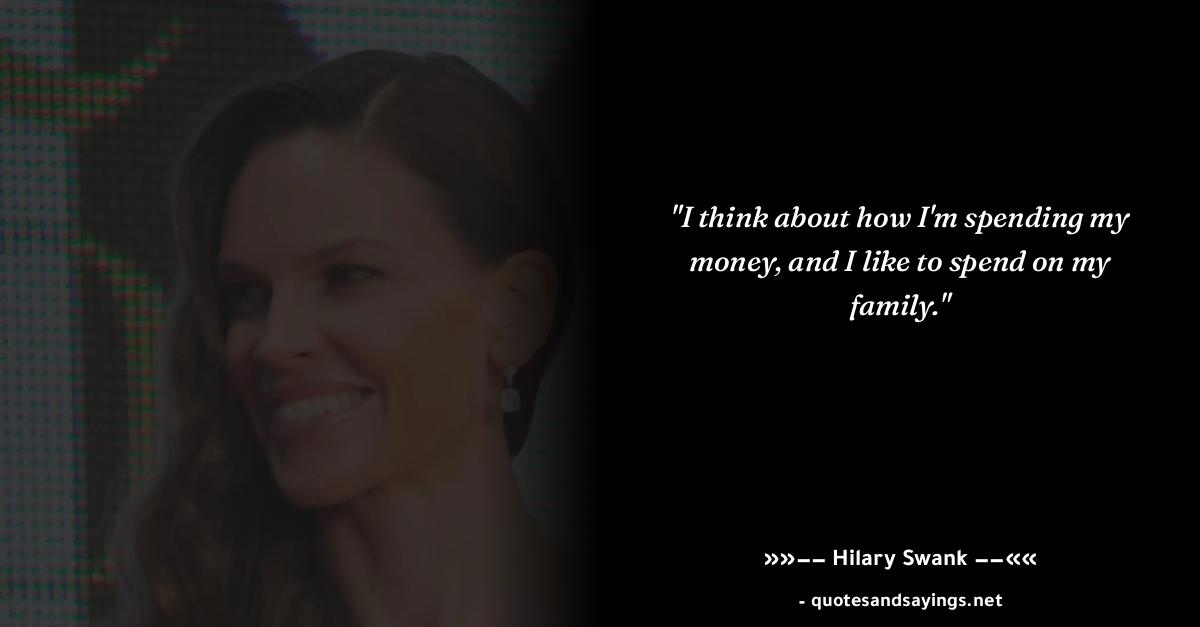 "I think about how I'm spending my
money, and I like to spend on my
family."
»»−− Hilary Swank −−««
- quotesandsayings.net